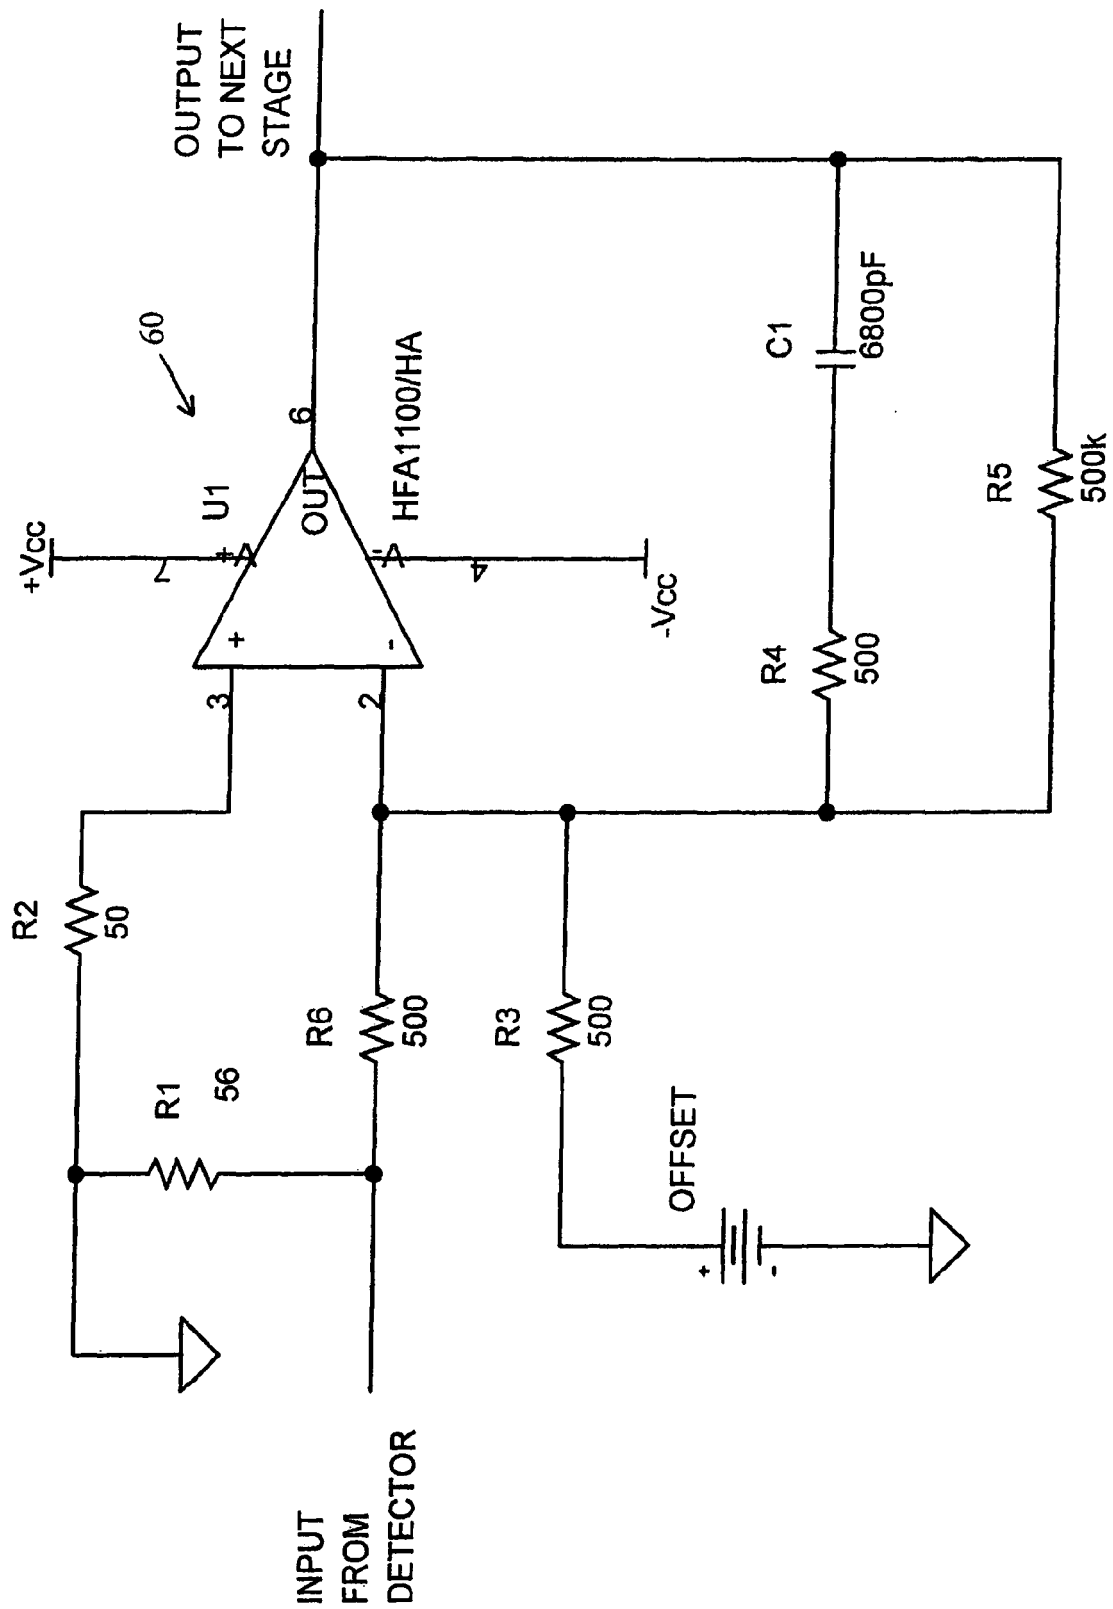 +Vcc
7
+
U1
60
OUTPUT
TO NEXT
STAGE
R2
50
3
+
OUT
6
R1
56
2
-
-
HFA1100/HA
4
-Vcc
INPUT
FROM
DETECTOR
R6
500
R3
500
OFFSET
+
-
R4
500
C1
6800pF
R5
500k